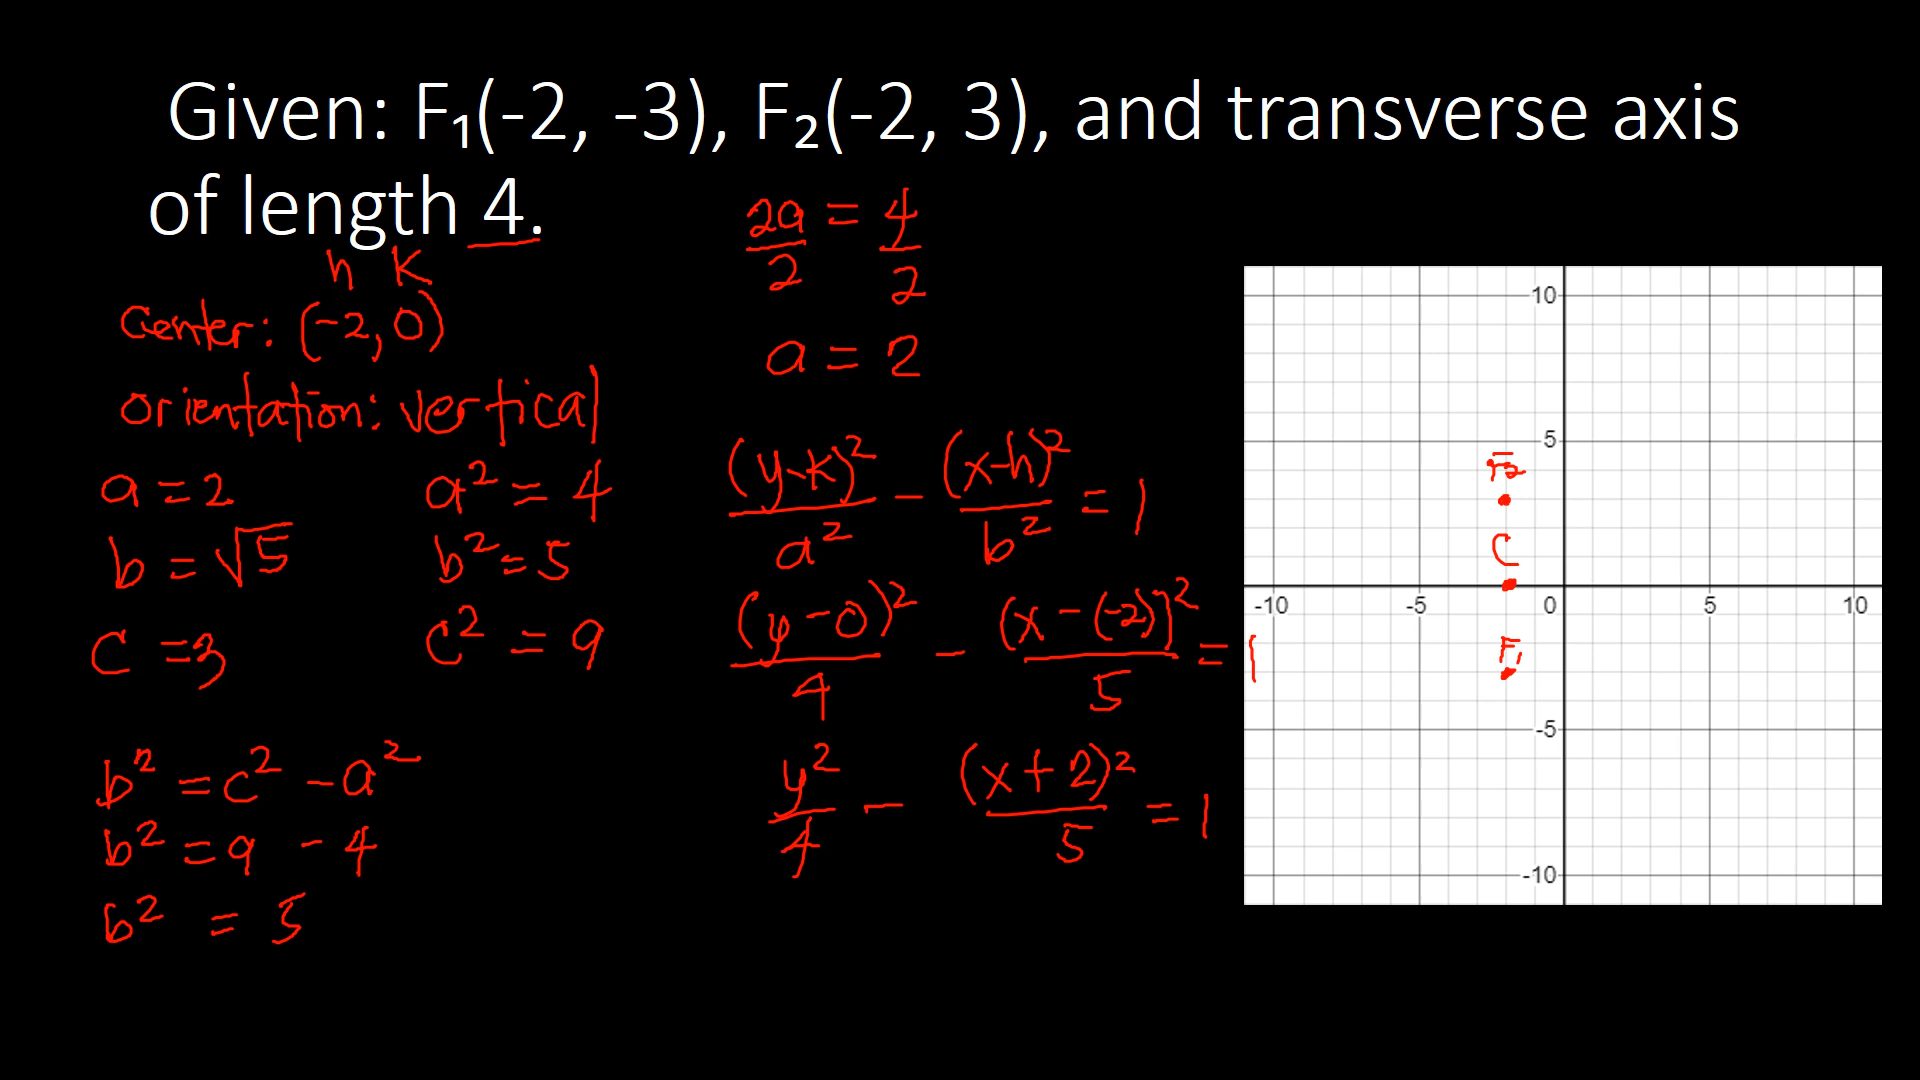 Given: F₁(-2, -3), F₂(-2, 3), and transverse axis
of length 4.
h k
center: (-2, 0)
orientation: vertical
a = 2 a² = 4
b = √5 b² = 5
c = 3 c² = 9
b² = c² - a²
b² = 9 - 4
b² = 5
2a/2 = 4/2
a = 2
(y-k)²/a² - (x-h)²/b² = 1
(y-0)²/4 - (x-(-2))²/5 = 1
y²/4 - (x+2)²/5 = 1
10
5
F2
C
-10 -5 0 5 10
F1
-5
-10